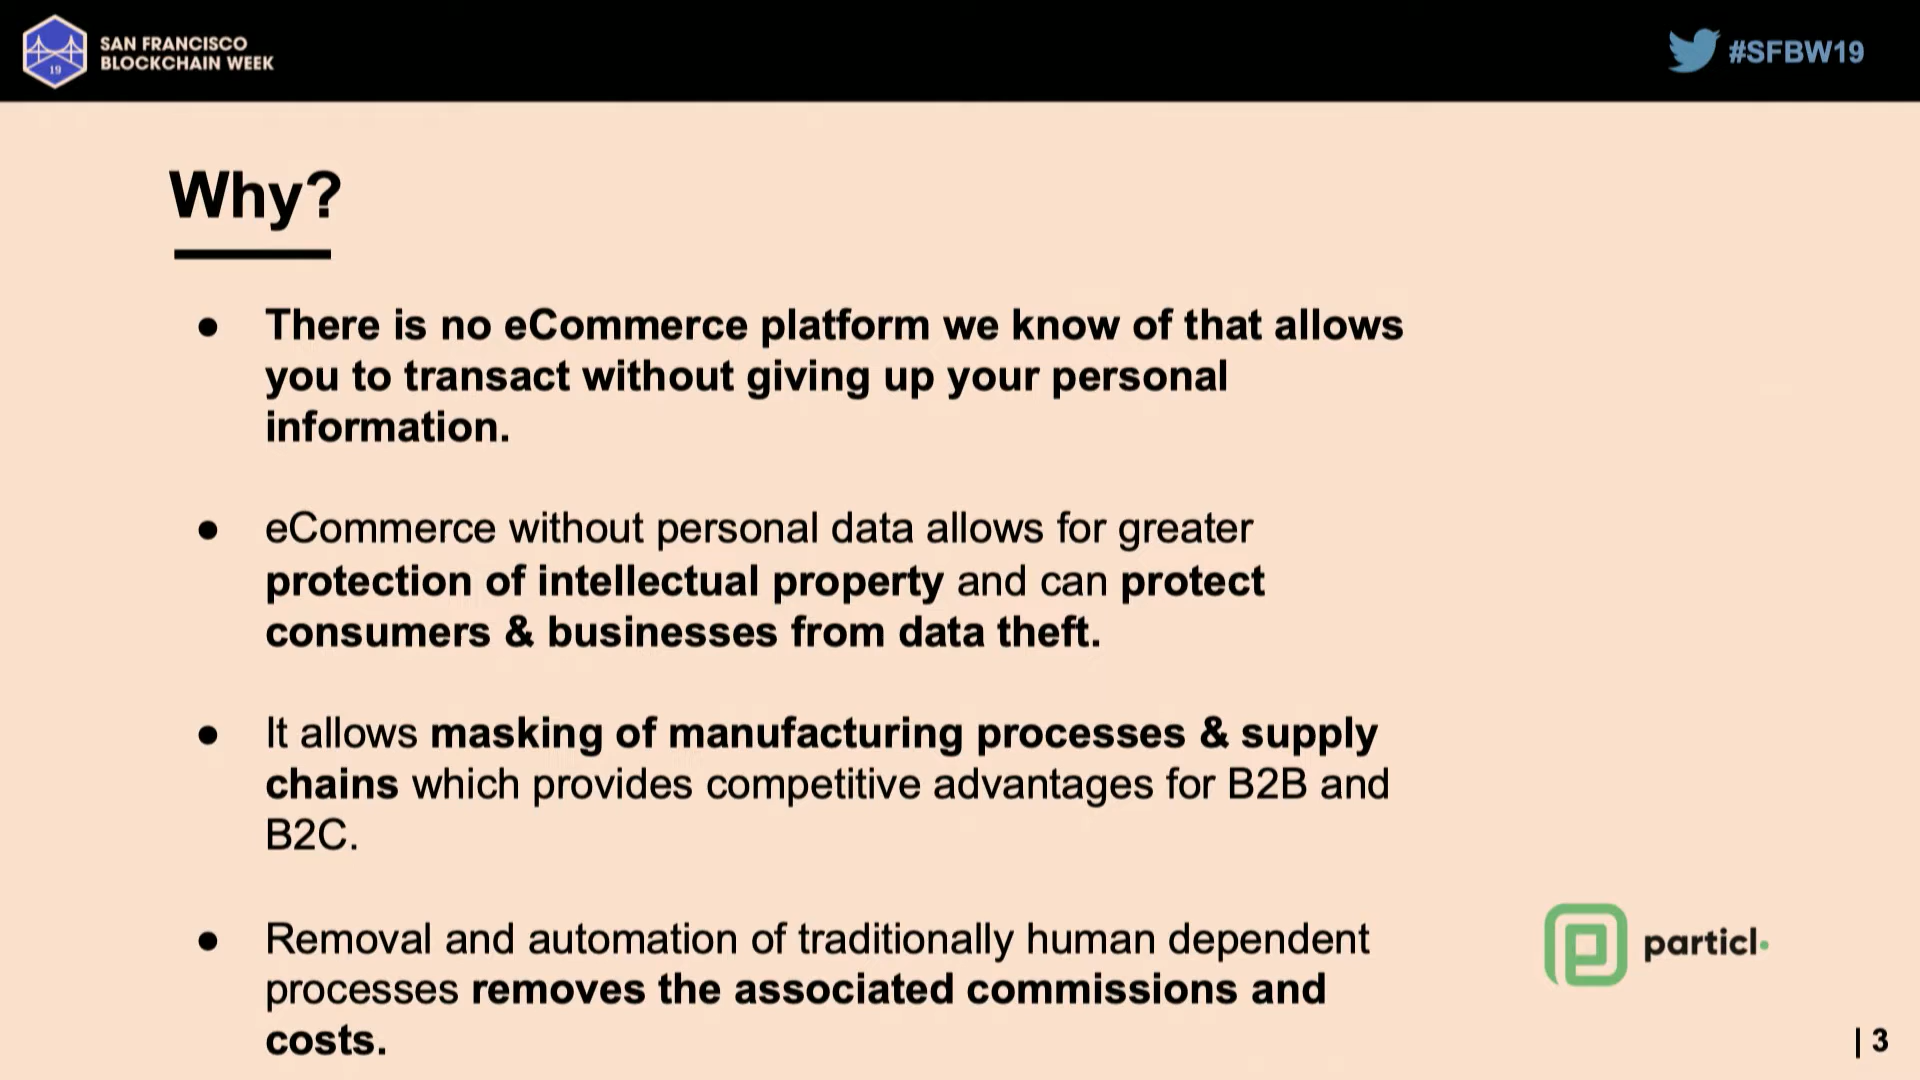 SAN FRANCISCO
BLOCKCHAIN WEEK
19
#SFBW19
Why?
● There is no eCommerce platform we know of that allows
you to transact without giving up your personal
information.
● eCommerce without personal data allows for greater
protection of intellectual property and can protect
consumers & businesses from data theft.
● It allows masking of manufacturing processes & supply
chains which provides competitive advantages for B2B and
B2C.
● Removal and automation of traditionally human dependent
processes removes the associated commissions and
costs.
particl
| 3